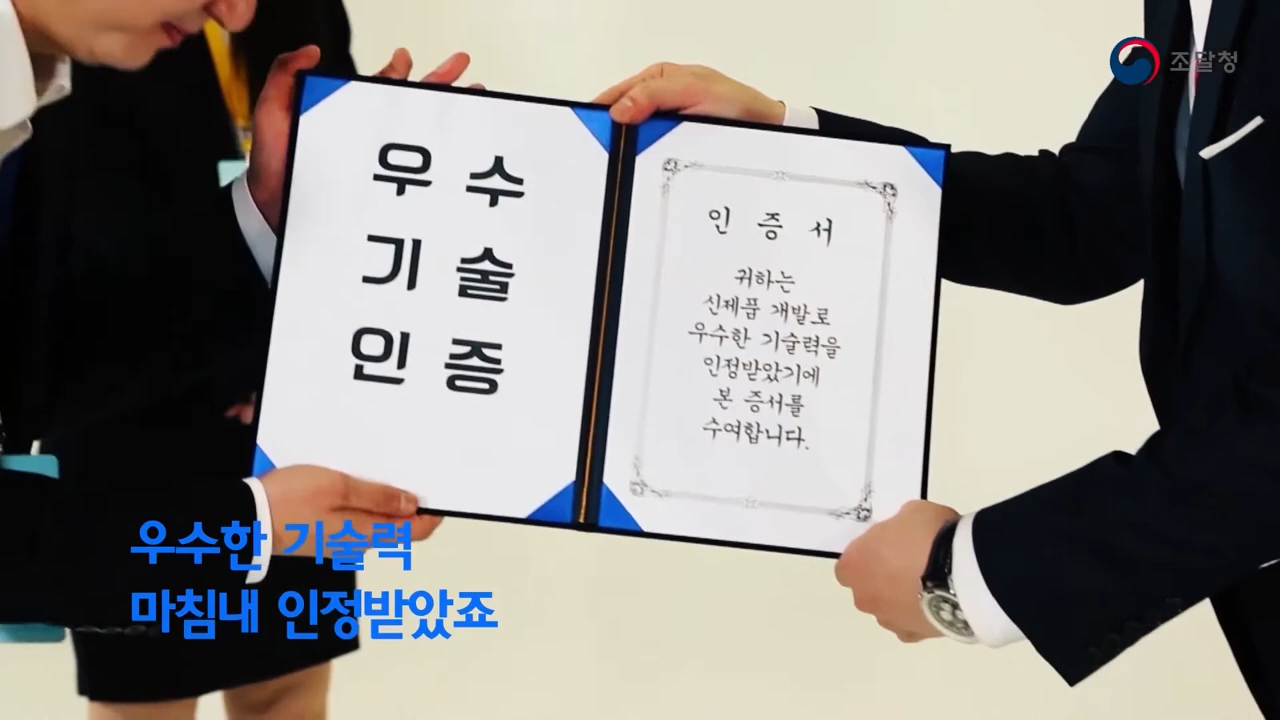 조달청
우수
기술
인증
인증서
귀하는
신제품 개발로
우수한 기술력을
인정받았기에
본 증서를
수여합니다.
우수한 기술력
마침내 인정받았죠